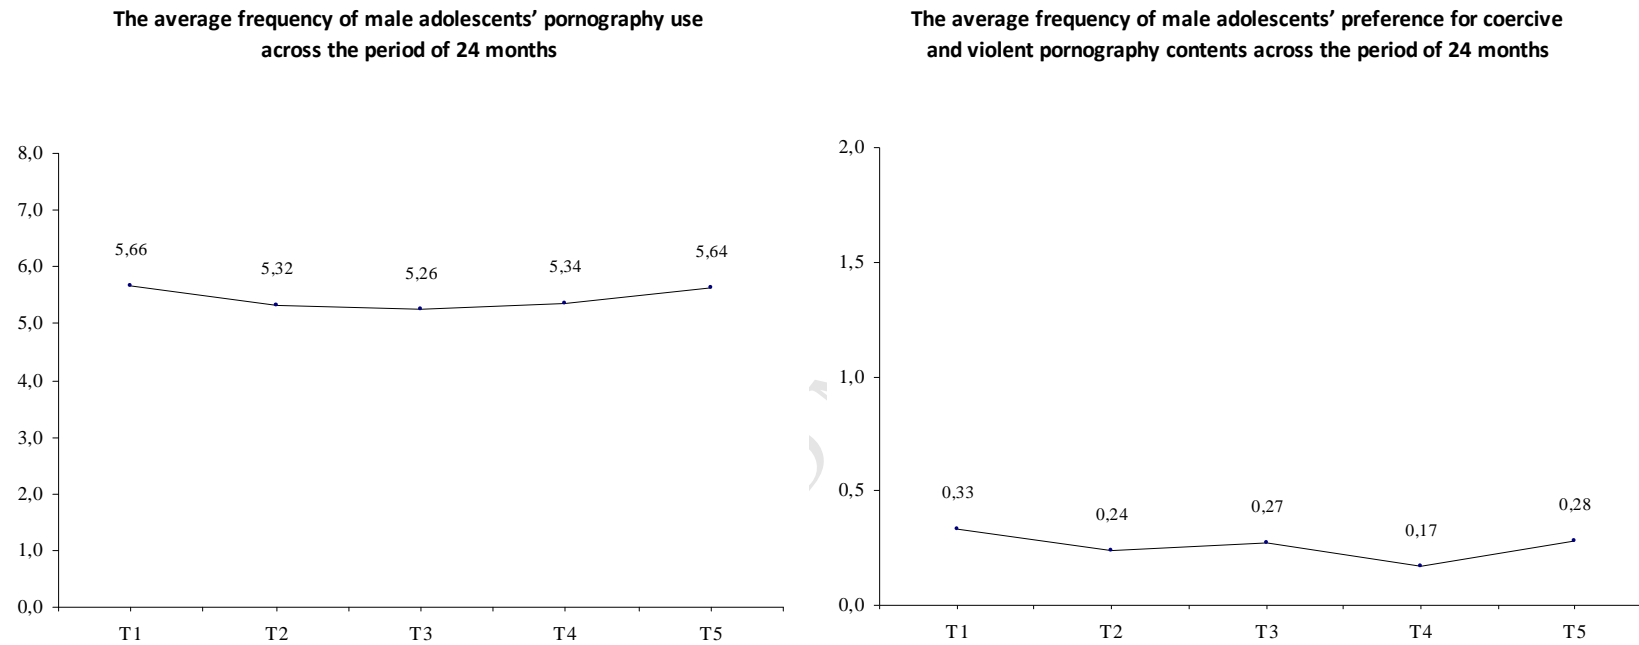 The average frequency of male adolescents’ pornography use
across the period of 24 months
8,0
7,0
6,0
5,0
4,0
3,0
2,0
1,0
0,0
5,66
5,32
5,26
5,34
5,64
T1
T2
T3
T4
T5
The average frequency of male adolescents’ preference for coercive
and violent pornography contents across the period of 24 months
2,0
1,5
1,0
0,5
0,0
0,33
0,24
0,27
0,17
0,28
T1
T2
T3
T4
T5